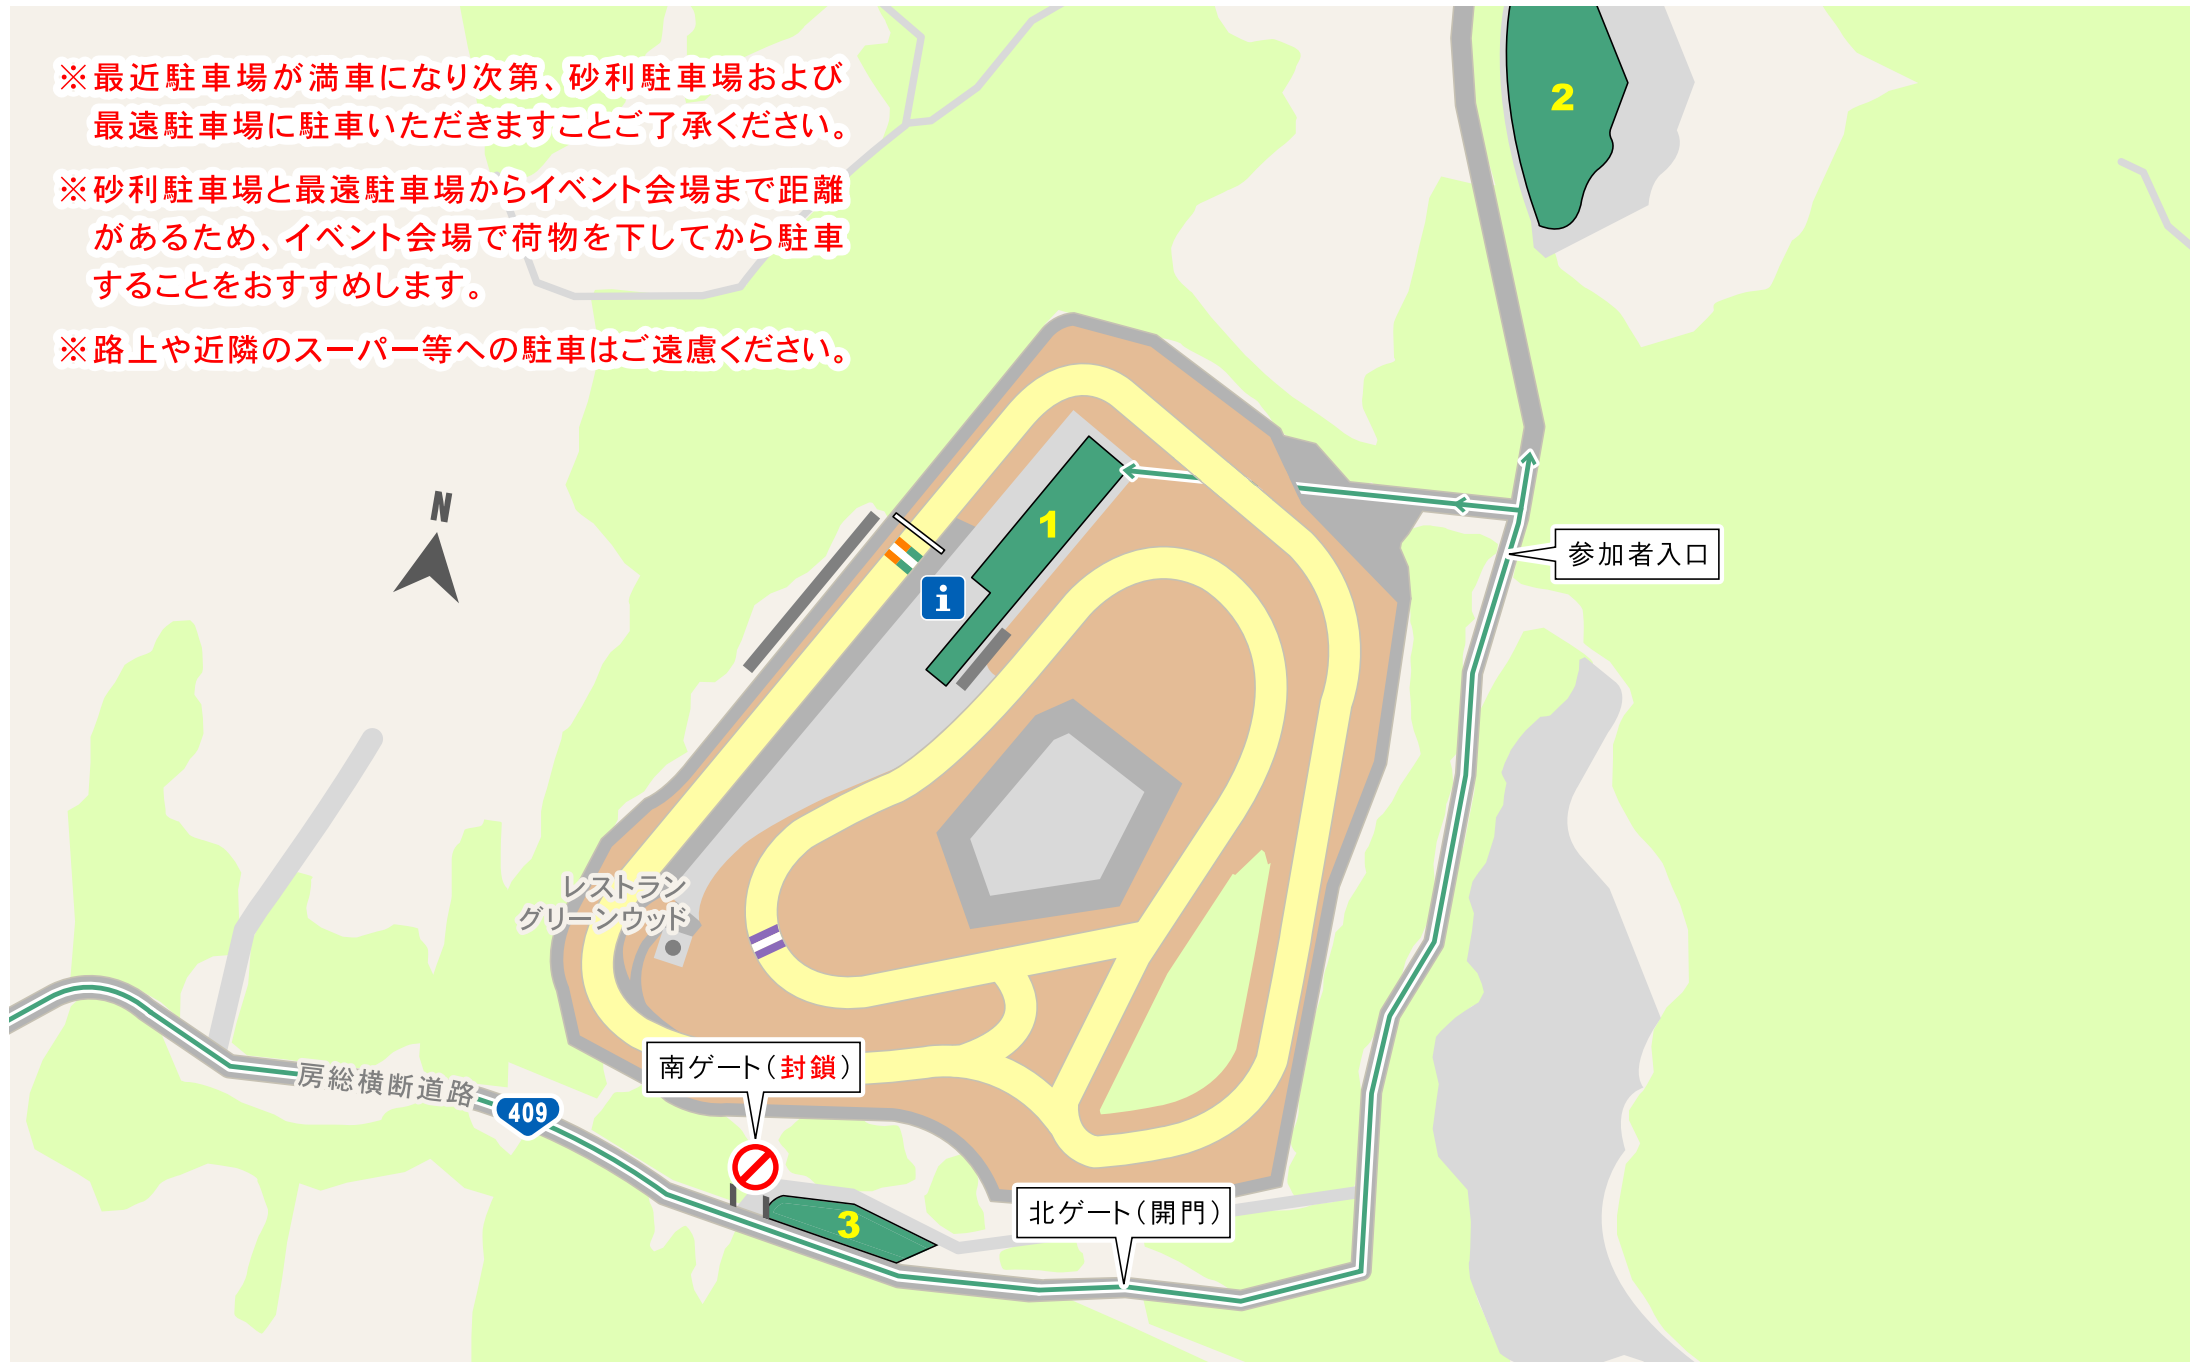 ※最近駐車場が満車になり次第、砂利駐車場および
最遠駐車場に駐車いただきますことご了承ください。
※砂利駐車場と最遠駐車場からイベント会場まで距離
があるため、イベント会場で荷物を下してから駐車
することをおすすめします。
※路上や近隣のスーパー等への駐車はご遠慮ください。
2
N
1
i
参加者入口
レストラン
グリーンウッド
南ゲート（封鎖）
房総横断道路
409
3
北ゲート（開門）